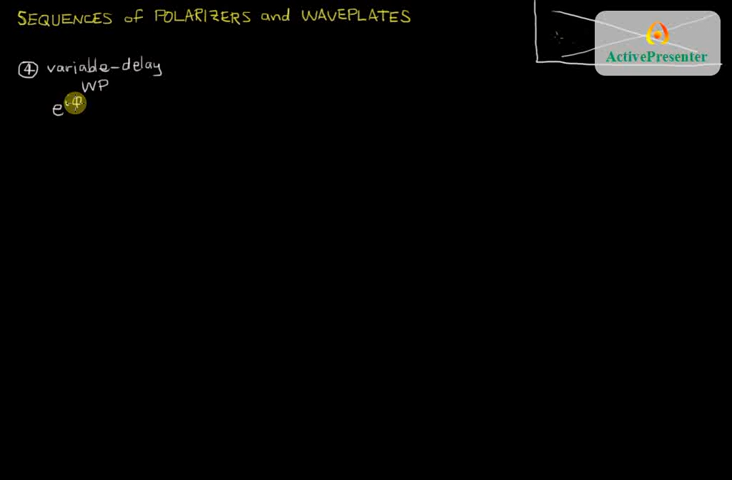 SEQUENCES of POLARIZERS and WAVEPLATES
ActivePresenter
④ variable-delay
WP
e^{iφ}